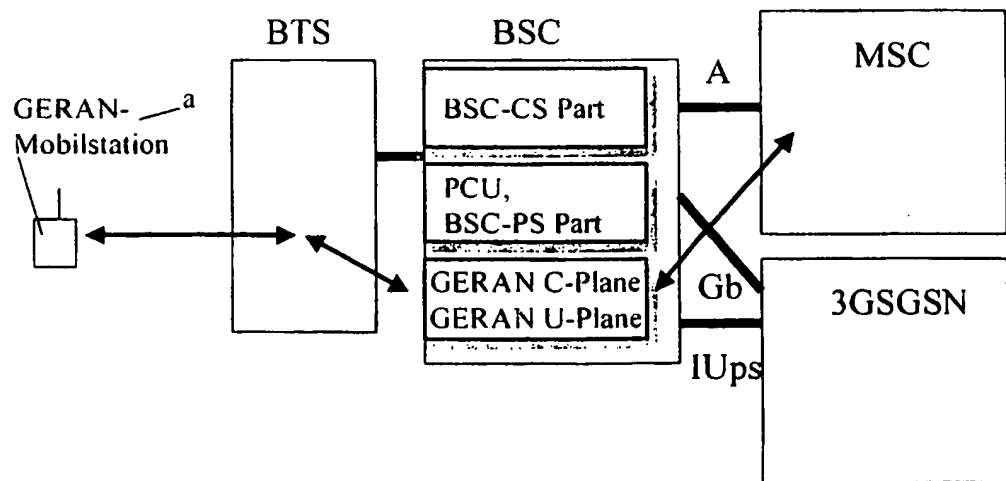 BTS
BSC
MSC
A
GERAN-
Mobilstation
a
BSC-CS Part
PCU,
BSC-PS Part
GERAN C-Plane
GERAN U-Plane
Gb
IUps
3GSGSN